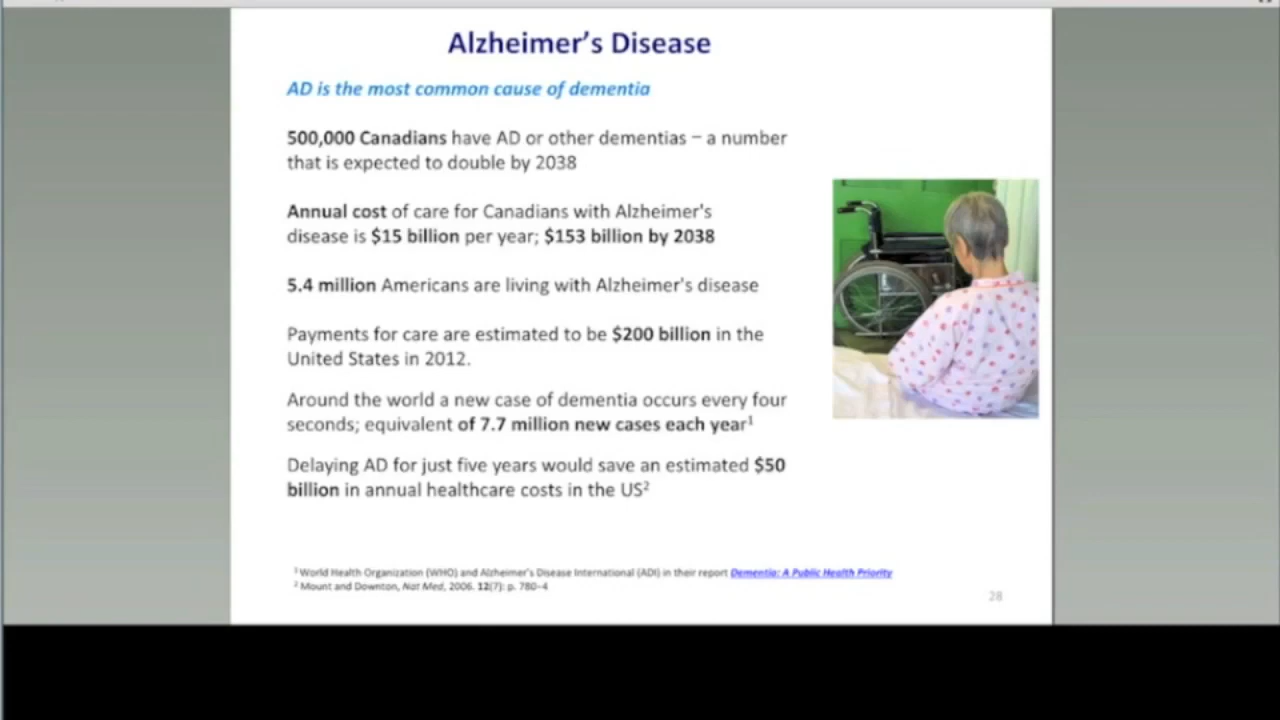 Alzheimer's Disease
AD is the most common cause of dementia
500,000 Canadians have AD or other dementias – a number
that is expected to double by 2038
Annual cost of care for Canadians with Alzheimer's
disease is $15 billion per year; $153 billion by 2038
5.4 million Americans are living with Alzheimer's disease
Payments for care are estimated to be $200 billion in the
United States in 2012.
Around the world a new case of dementia occurs every four
seconds; equivalent of 7.7 million new cases each year¹
Delaying AD for just five years would save an estimated $50
billion in annual healthcare costs in the US²
¹ World Health Organization (WHO) and Alzheimer's Disease International (ADI) in their report Dementia: A Public Health Priority
² Mount and Downton, Nat Med, 2006. 12(7): p. 780–4
28